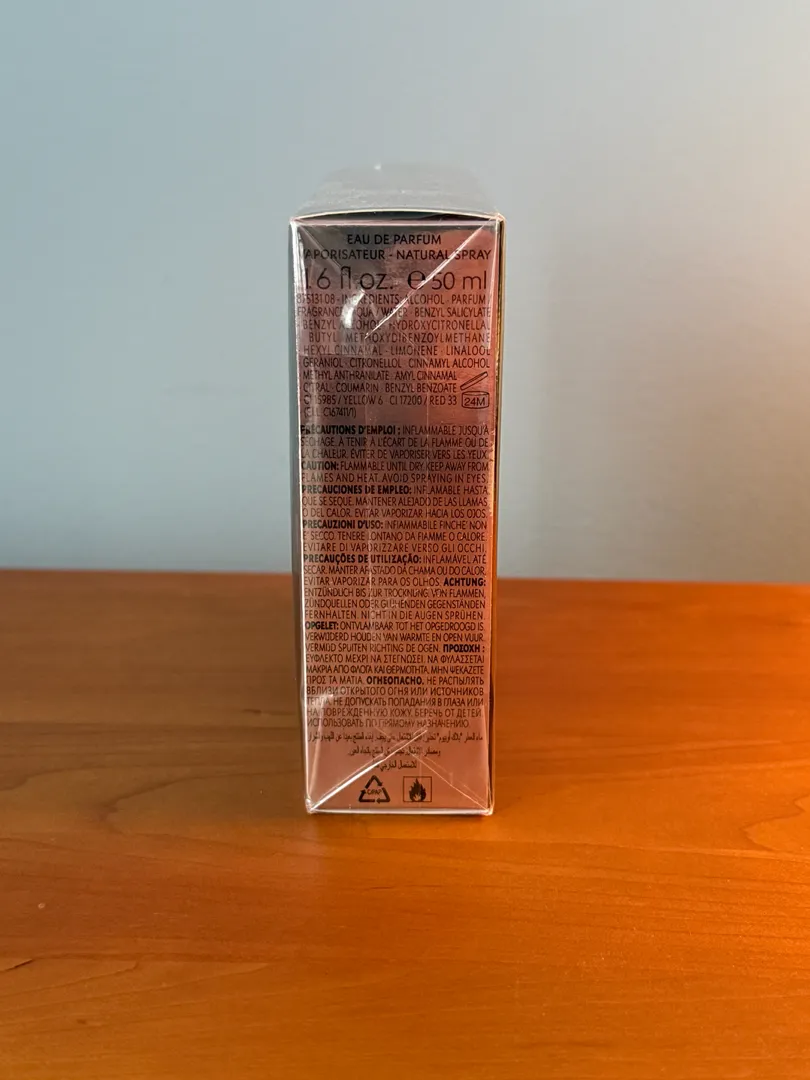 EAU DE PARFUM
VAPORISATEUR - NATURAL SPRAY
1.6 fl.oz. ℮ 50 ml
INGREDIENTS: ALCOHOL · PARFUM /
FRAGRANCE · AQUA / WATER · BENZYL SALICYLATE
BENZYL ALCOHOL · HYDROXYCITRONELLAL
BUTYL METHOXYDIBENZOYLMETHANE
HEXYL CINNAMAL · LIMONENE · LINALOOL
GERANIOL · CITRONELLOL · CINNAMYL ALCOHOL
METHYL ANTHRANILATE · AMYL CINNAMAL
CITRAL · COUMARIN · BENZYL BENZOATE
CI 15985 / YELLOW 6 · CI 17200 / RED 33 24M
PRÉCAUTIONS D'EMPLOI : INFLAMMABLE JUSQU'À
SÉCHAGE. À TENIR À L'ÉCART DE LA FLAMME OU DE
LA CHALEUR. ÉVITER DE VAPORISER VERS LES YEUX.
CAUTION: FLAMMABLE UNTIL DRY. KEEP AWAY FROM
FLAMES AND HEAT. AVOID SPRAYING IN EYES.
PRECAUCIONES DE EMPLEO: INFLAMABLE HASTA
QUE SE SEQUE. MANTENER ALEJADO DE LAS LLAMAS
O DEL CALOR. EVITAR VAPORIZAR HACIA LOS OJOS.
PRECAUZIONI D'USO: INFIAMMABILE FINCHÉ NON
È SECCO. TENERE LONTANO DA FIAMME O CALORE.
EVITARE DI VAPORIZZARE VERSO GLI OCCHI.
PRECAUÇÕES DE UTILIZAÇÃO: INFLAMÁVEL ATÉ
SECAR. MANTER AFASTADO DA CHAMA OU DO CALOR.
EVITAR VAPORIZAR PARA OS OLHOS. ACHTUNG:
ENTZÜNDLICH BIS ZUR TROCKNUNG. VON FLAMMEN,
ZÜNDQUELLEN ODER GLÜHENDEN GEGENSTÄNDEN
FERNHALTEN. NICHT IN DIE AUGEN SPRÜHEN.
OPGELET: ONTVLAMBAAR TOT HET OPGEDROOGD IS.
VERWIJDERD HOUDEN VAN WARMTE EN OPEN VUUR.
VERMIJD SPUITEN RICHTING DE OGEN. ΠΡΟΣΟΧΗ :
ΕΥΦΛΕΚΤΟ ΜΕΧΡΙ ΝΑ ΣΤΕΓΝΩΣΕΙ. ΝΑ ΦΥΛΑΣΣΕΤΑΙ
ΜΑΚΡΙΑ ΑΠΟ ΦΛΟΓΑ ΚΑΙ ΘΕΡΜΟΤΗΤΑ. ΜΗΝ ΨΕΚΑΖΕΤΕ
ΠΡΟΣ ΤΑ ΜΑΤΙΑ. ОГНЕОПАСНО. НЕ РАСПЫЛЯТЬ
ВБЛИЗИ ОТКРЫТОГО ОГНЯ ИЛИ ИСТОЧНИКОВ
ТЕПЛА. НЕ ДОПУСКАТЬ ПОПАДАНИЯ В ГЛАЗА ИЛИ
НА ПОВРЕЖДЕННУЮ КОЖУ. БЕРЕЧЬ ОТ ДЕТЕЙ.
ИСПОЛЬЗОВАТЬ ПО ПРЯМОМУ НАЗНАЧЕНИЮ.